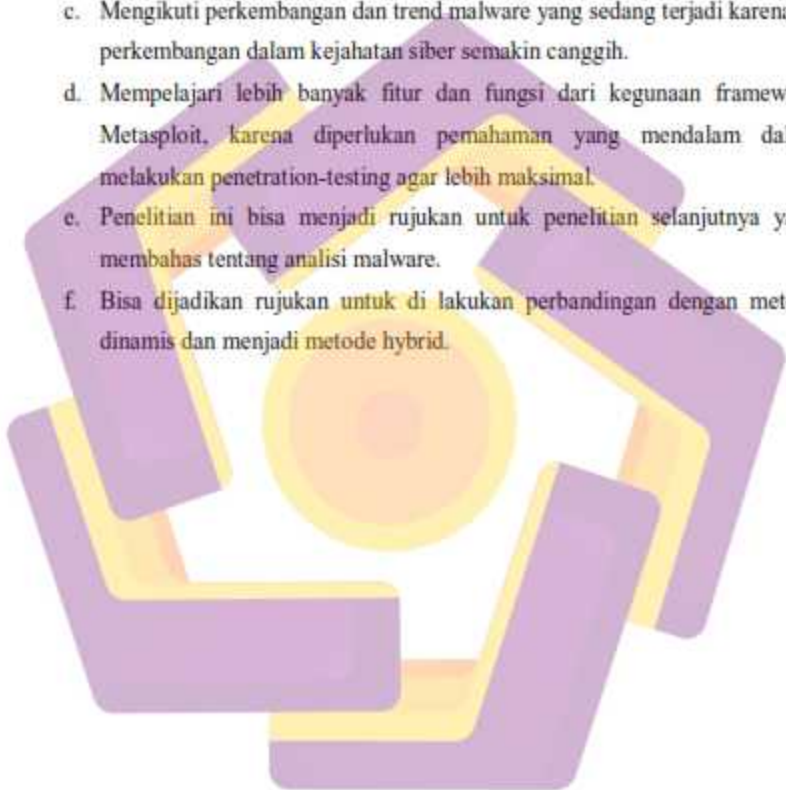 c. Mengikuti perkembangan dan trend malware yang sedang terjadi karena
perkembangan dalam kejahatan siber semakin canggih.
d. Mempelajari lebih banyak fitur dan fungsi dari kegunaan framew
Metasploit, karena diperlukan pemahaman yang mendalam dal
melakukan penetration-testing agar lebih maksimal.
e. Penelitian ini bisa menjadi rujukan untuk penelitian selanjutnya y
membahas tentang analisi malware.
f. Bisa dijadikan rujukan untuk di lakukan perbandingan dengan met
dinamis dan menjadi metode hybrid.